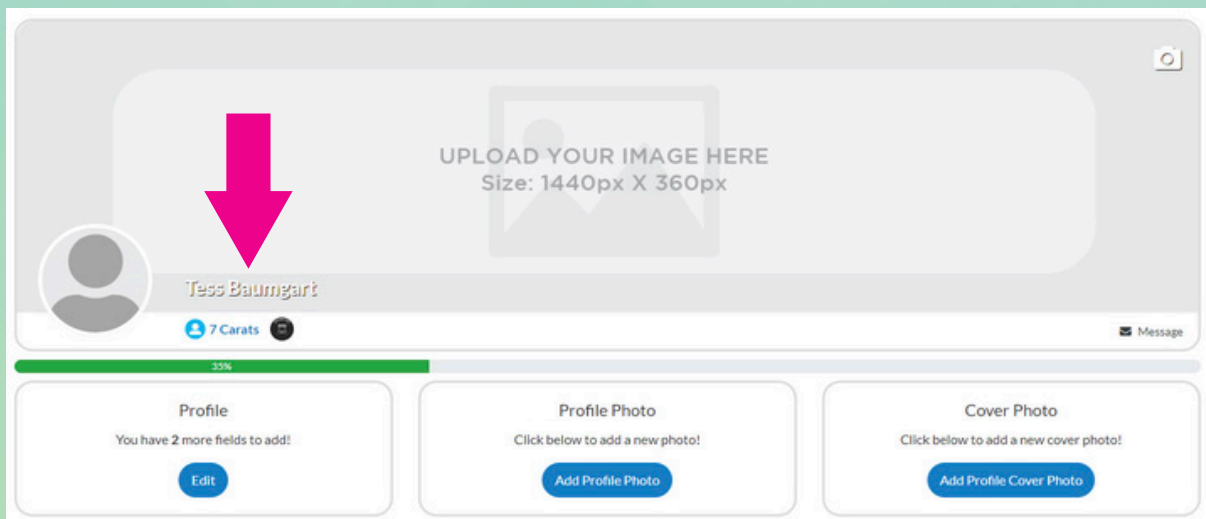 UPLOAD YOUR IMAGE HERE
Size: 1440px X 360px
Tess Baumgart
7 Carats
Message
35%
Profile
You have 2 more fields to add!
Edit
Profile Photo
Click below to add a new photo!
Add Profile Photo
Cover Photo
Click below to add a new cover photo!
Add Profile Cover Photo